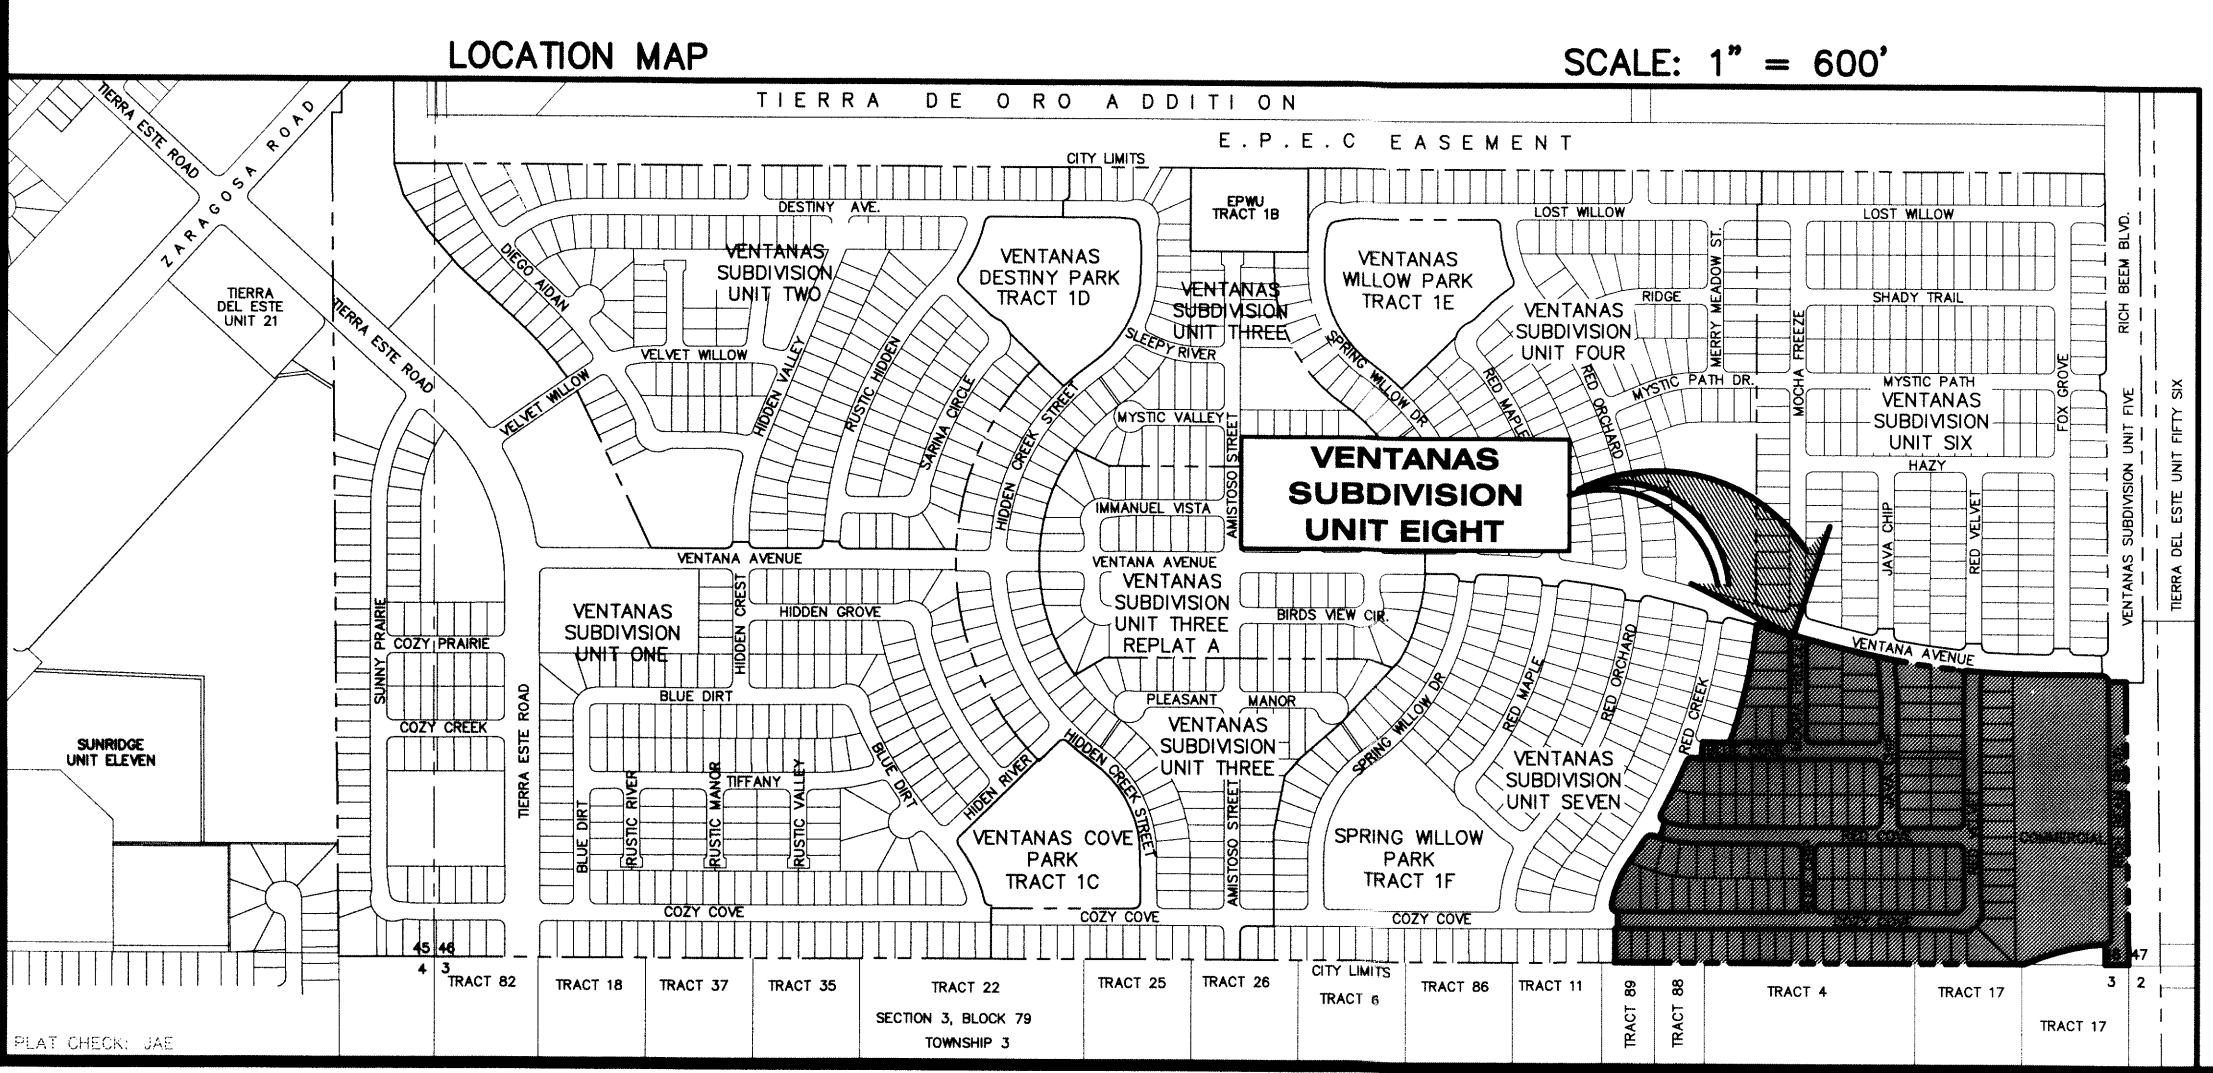 LOCATION MAP
SCALE: 1" = 600'
TIERRA DE ORO ADDITION
E.P.E.C EASEMENT
CITY LIMITS
TIERRA ESTE ROAD
ZARAGOSA ROAD
TIERRA
DEL ESTE
UNIT 21
TIERRA ESTE ROAD
DESTINY AVE.
DIEGO AIDAN
VENTANAS
SUBDIVISION
UNIT TWO
VELVET WILLOW
VELVET WILLOW
HIDDEN VALLEY
RUSTIC HIDDEN
SARINA CIRCLE
VENTANAS
DESTINY PARK
TRACT 1D
HIDDEN CREEK STREET
HIDDEN CREEK STREET
EPWU
TRACT 1B
VENTANAS
SUBDIVISION
UNIT THREE
SLEEPY RIVER
MYSTIC VALLEY
AMISTOSO STREET
AMISTOSO STREET
IMMANUEL VISTA
VENTANAS
WILLOW PARK
TRACT 1E
SPRING WILLOW DR
LOST WILLOW
VENTANAS
SUBDIVISION
UNIT FOUR
RIDGE
MERRY MEADOW ST.
RED MAPLE
RED ORCHARD
MYSTIC PATH DR.
MOCHA FREEZE
LOST WILLOW
SHADY TRAIL
MYSTIC PATH
VENTANAS
SUBDIVISION
UNIT SIX
HAZY
FOX GROVE
JAVA CHIP
RED VELVET
RICH BEEM BLVD.
VENTANAS SUBDIVISION UNIT FIVE
TIERRA DEL ESTE UNIT FIFTY SIX
VENTANAS
SUBDIVISION
UNIT EIGHT
VENTANA AVENUE
VENTANA AVENUE
VENTANAS
SUBDIVISION
UNIT THREE
REPLAT A
BIRDS VIEW CIR.
VENTANA AVENUE
SUNNY PRAIRIE
COZY PRAIRIE
COZY CREEK
TIERRA ESTE ROAD
SUNRIDGE
UNIT ELEVEN
VENTANAS
SUBDIVISION
UNIT ONE
HIDDEN CREST
HIDDEN GROVE
BLUE DIRT
BLUE DIRT
BLUE DIRT
TIFFANY
RUSTIC RIVER
RUSTIC MANOR
RUSTIC VALLEY
HIDEN RIVER
HIDDEN CREEK STREET
PLEASANT MANOR
VENTANAS
SUBDIVISION
UNIT THREE
AMISTOSO STREET
VENTANAS COVE
PARK
TRACT 1C
SPRING WILLOW DR
RED MAPLE
RED ORCHARD
RED CREEK
VENTANAS
SUBDIVISION
UNIT SEVEN
SPRING WILLOW
PARK
TRACT 1F
RED COVE
COMMERCIAL
COZY COVE
COZY COVE
COZY COVE
COZY COVE
45 46
4 3
47
3 2
TRACT 82
TRACT 18
TRACT 37
TRACT 35
TRACT 22
TRACT 25
TRACT 26
CITY LIMITS
TRACT 6
TRACT 86
TRACT 11
TRACT 89
TRACT 88
TRACT 4
TRACT 17
TRACT 17
SECTION 3, BLOCK 79
TOWNSHIP 3
PLAT CHECK: JAE